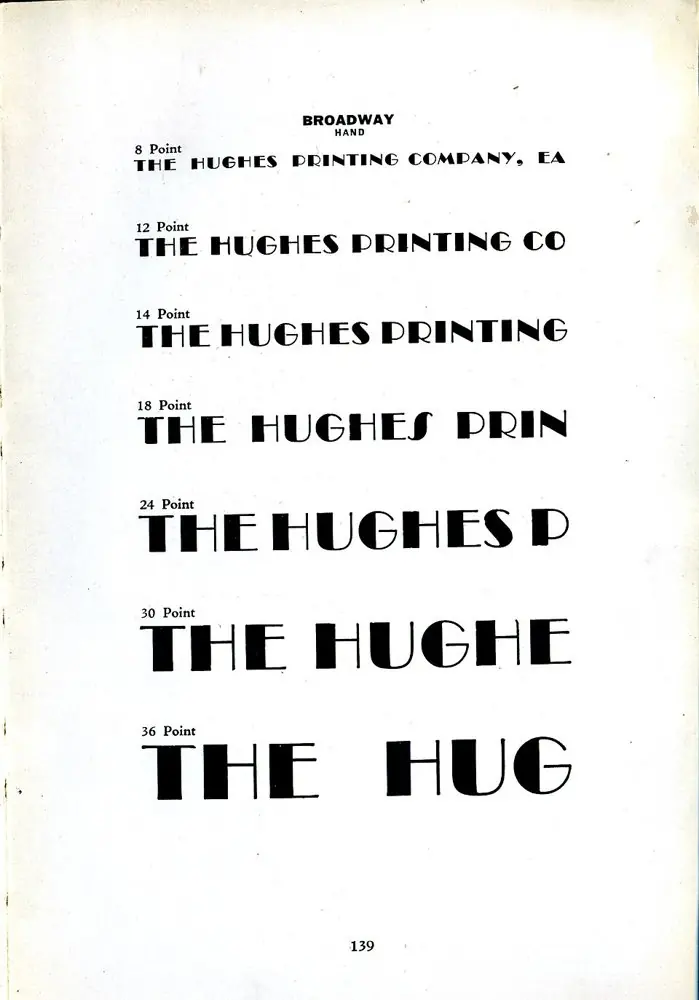 BROADWAY
HAND
8 Point
THE HUGHES PRINTING COMPANY, EA
12 Point
THE HUGHES PRINTING CO
14 Point
THE HUGHES PRINTING
18 Point
THE HUGHES PRIN
24 Point
THE HUGHES P
30 Point
THE HUGHE
36 Point
THE HUG
139